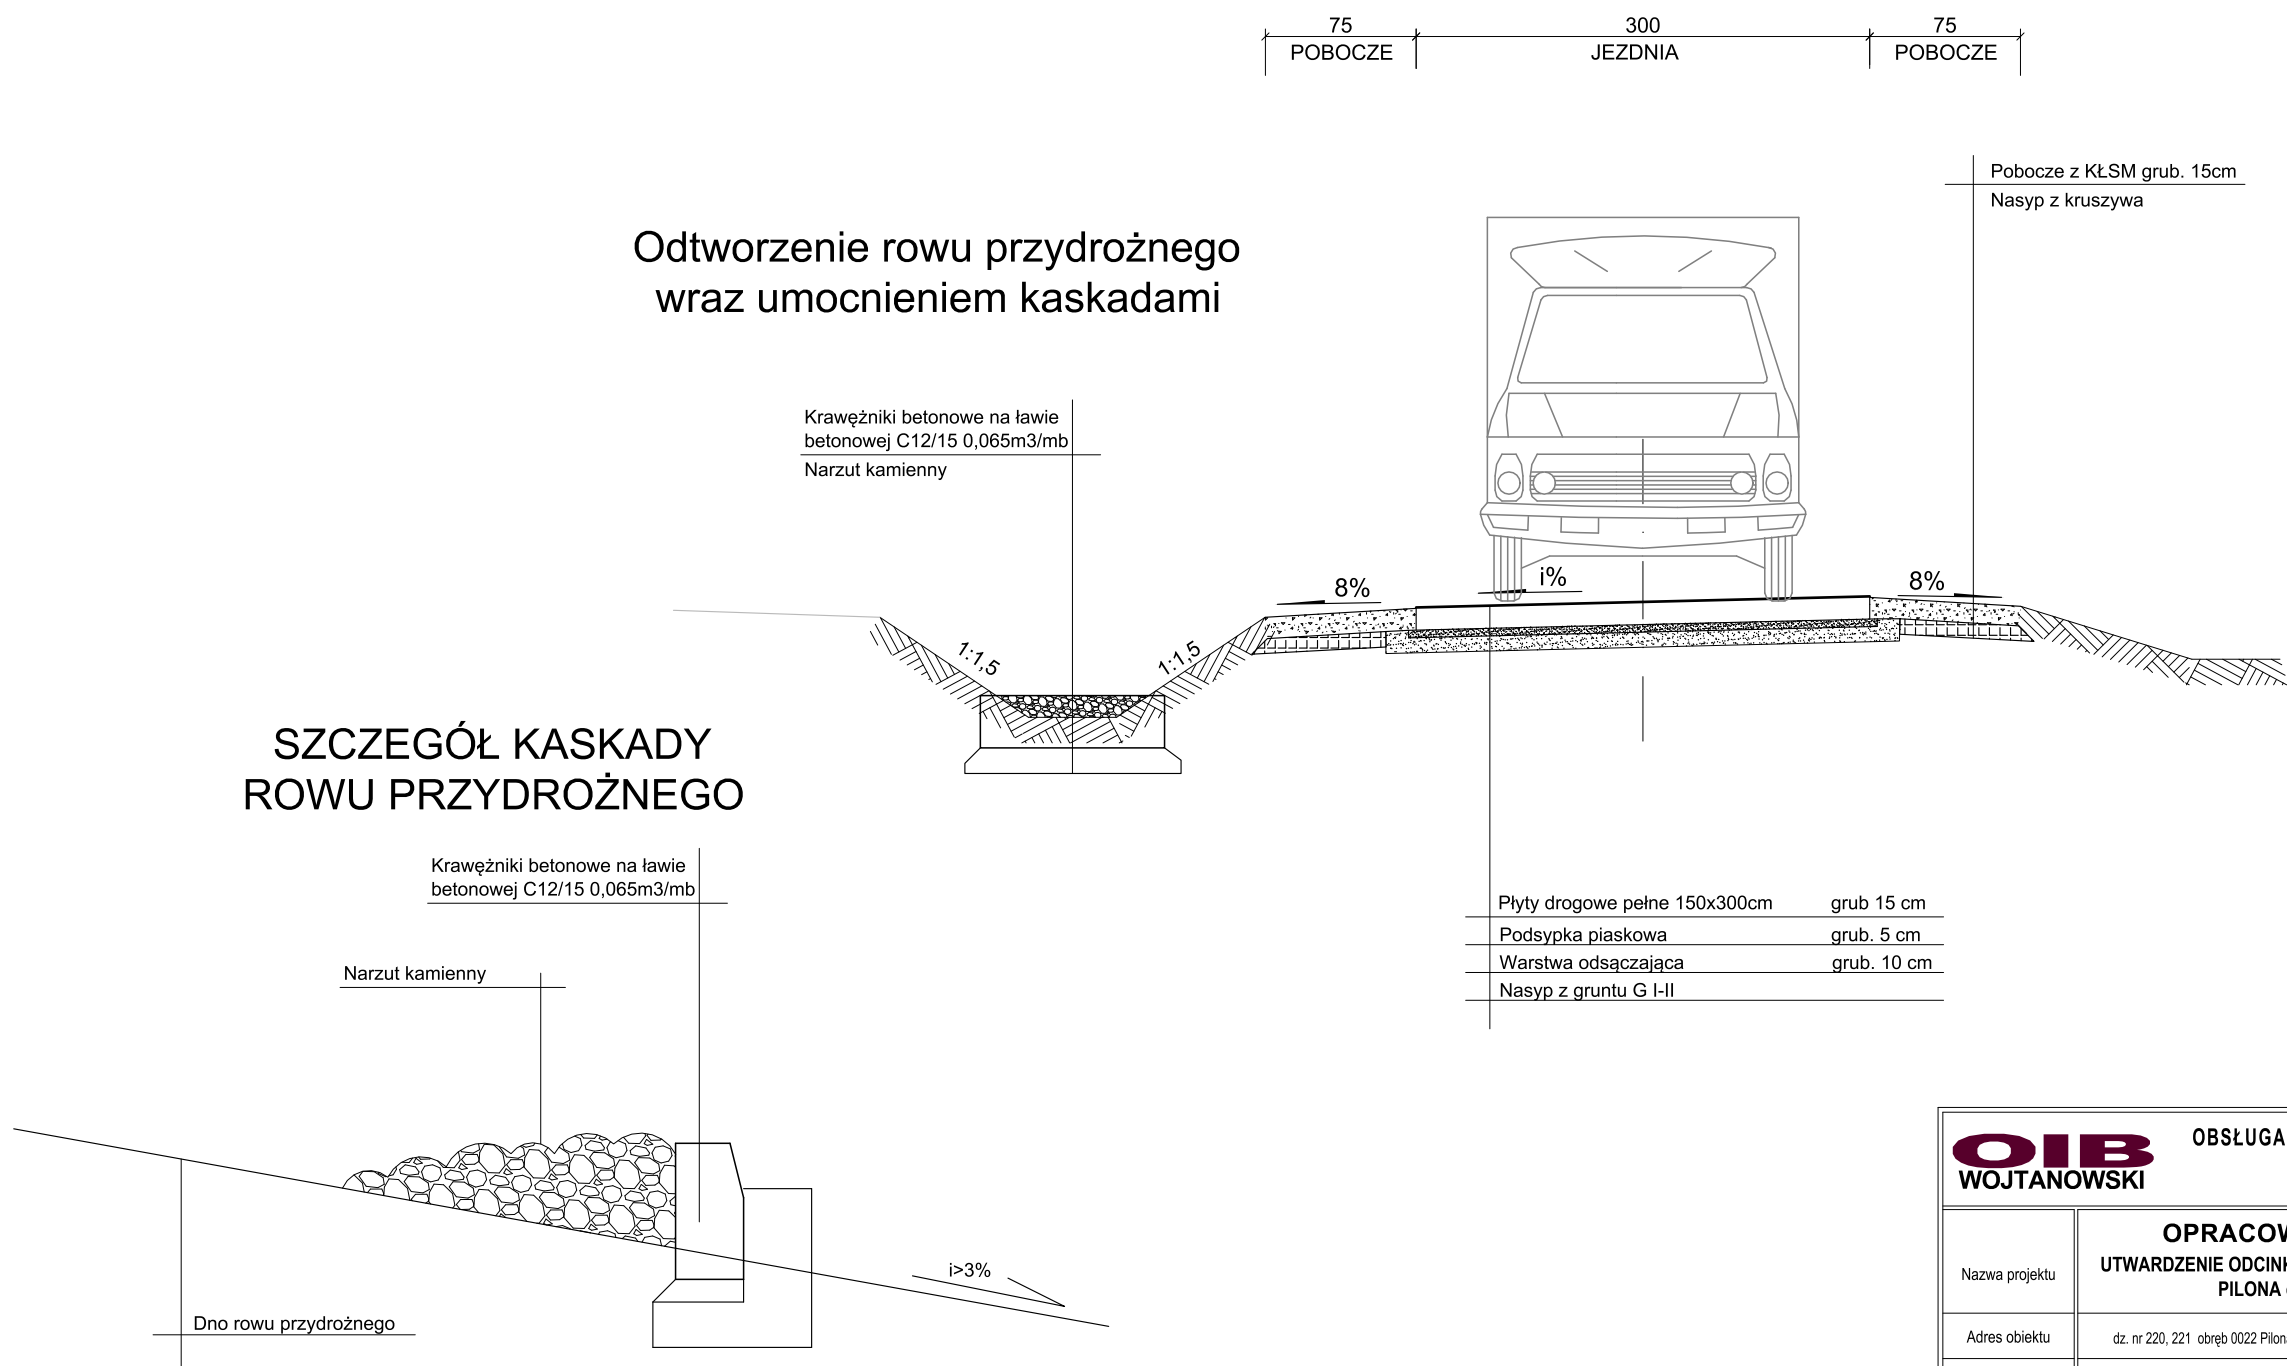 75
300
75
POBOCZE
JEZDNIA
POBOCZE
Pobocze z KŁSM grub. 15cm
Nasyp z kruszywa
Odtworzenie rowu przydrożnego
wraz umocnieniem kaskadami
Krawężniki betonowe na ławie
betonowej C12/15 0,065m3/mb
Narzut kamienny
8%
i%
8%
1:1,5
1:1,5
SZCZEGÓŁ KASKADY
ROWU PRZYDROŻNEGO
Krawężniki betonowe na ławie
betonowej C12/15 0,065m3/mb
Narzut kamienny
Płyty drogowe pełne 150x300cm grub 15 cm
Podsypka piaskowa grub. 5 cm
Warstwa odsączająca grub. 10 cm
Nasyp z gruntu G I-II
i>3%
Dno rowu przydrożnego
OIB
WOJTANOWSKI
OBSŁUGA
Nazwa projektu
OPRACOW
UTWARDZENIE ODCINK
PILONA
Adres obiektu
dz. nr 220, 221 obręb 0022 Pilona